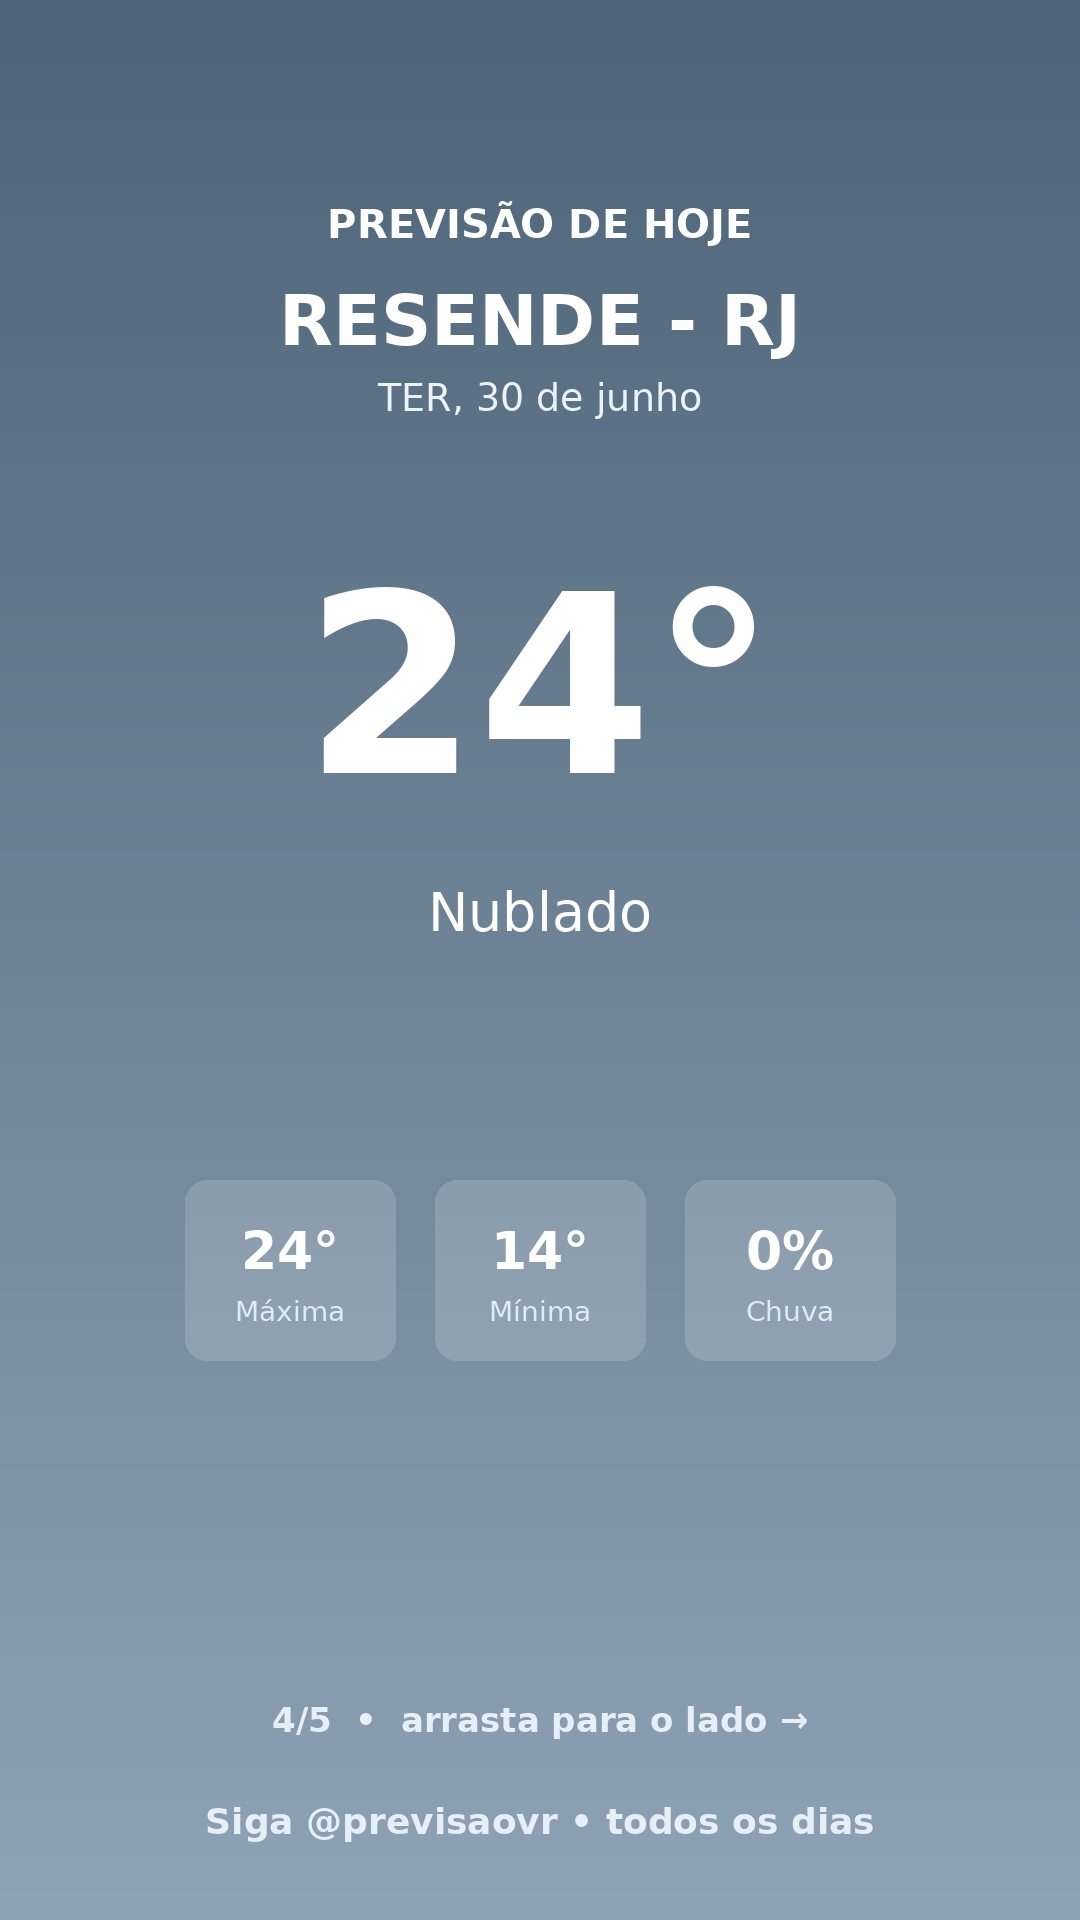 PREVISÃO DE HOJE
RESENDE - RJ
TER, 30 de junho
24°
Nublado
24° 14° 0%
Máxima Mínima Chuva
4/5 • arrasta para o lado →
Siga @previsaovr • todos os dias